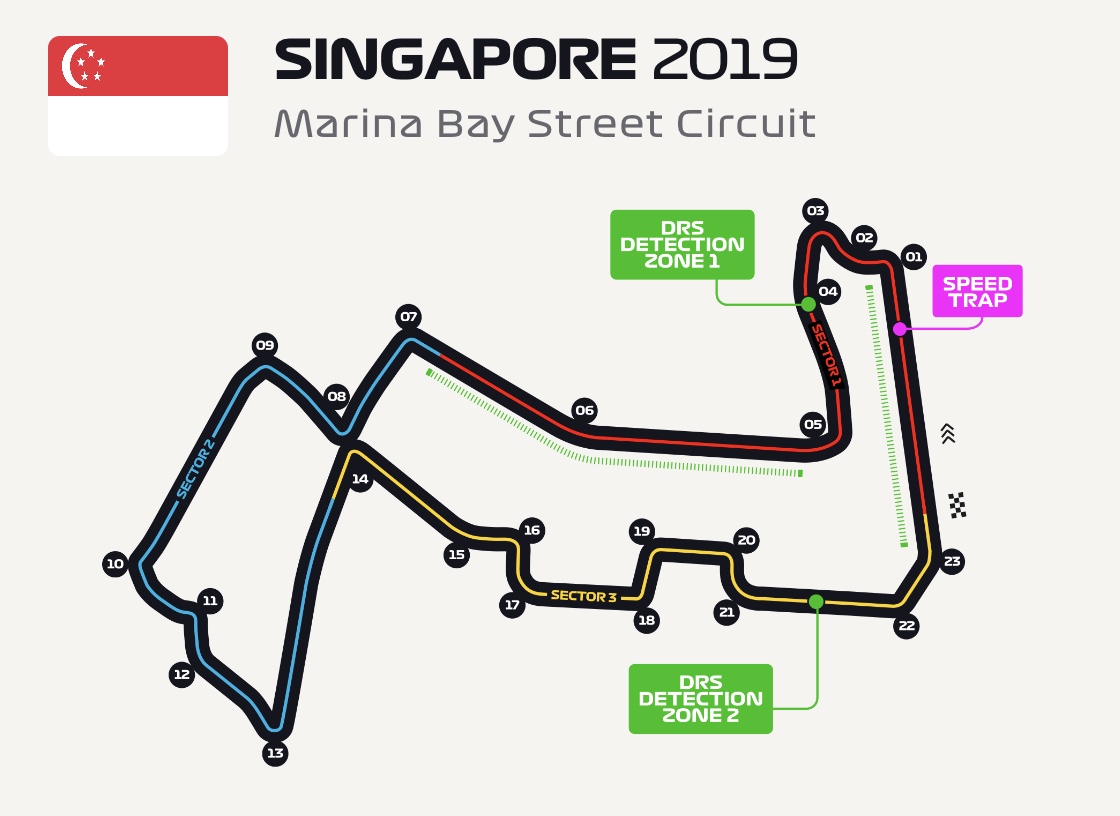 SINGAPORE 2019
Marina Bay Street Circuit
03
DRS
DETECTION
ZONE 1
02
01
SPEED
TRAP
04
07
SECTOR 1
09
08
06
05
SECTOR 2
14
16
19
20
15
10
23
11
17
SECTOR 3
18
21
22
12
DRS
DETECTION
ZONE 2
13